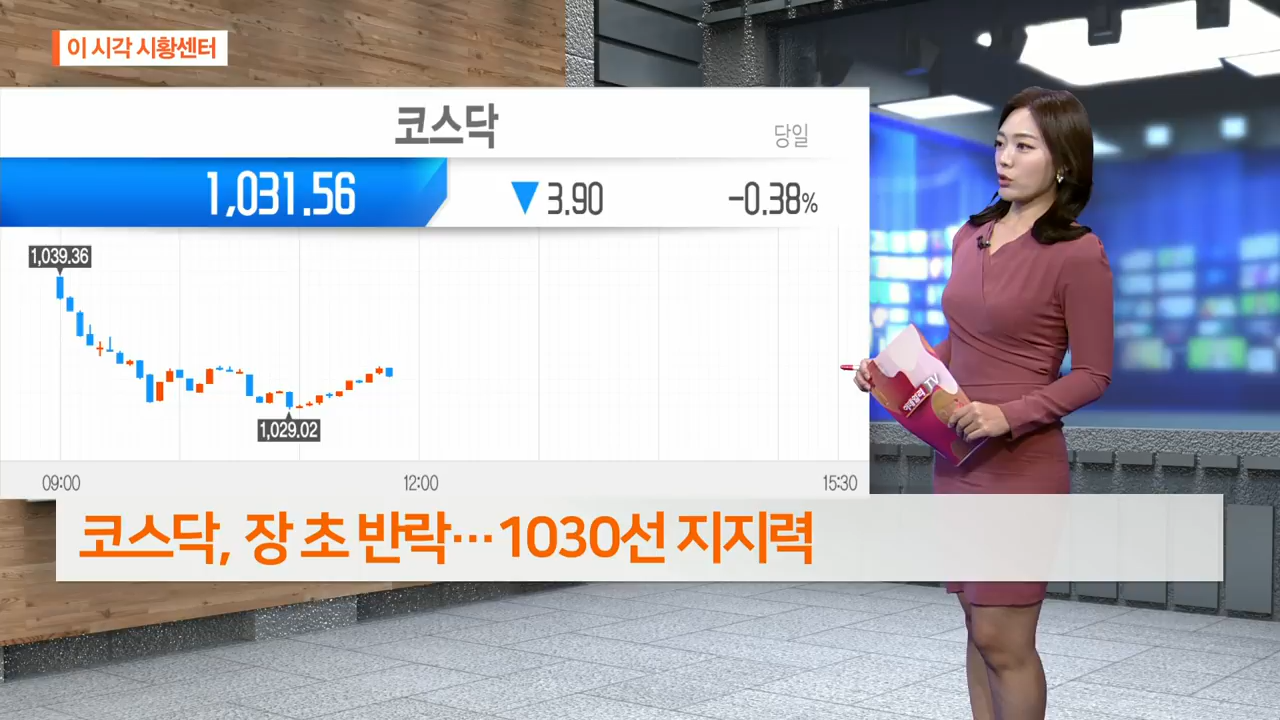 이 시각 시황센터
코스닥
당일
1,031.56 ▼3.90 -0.38%
1,039.36
1,029.02
09:00 12:00 15:30
TV
코스닥, 장 초 반락…1030선 지지력